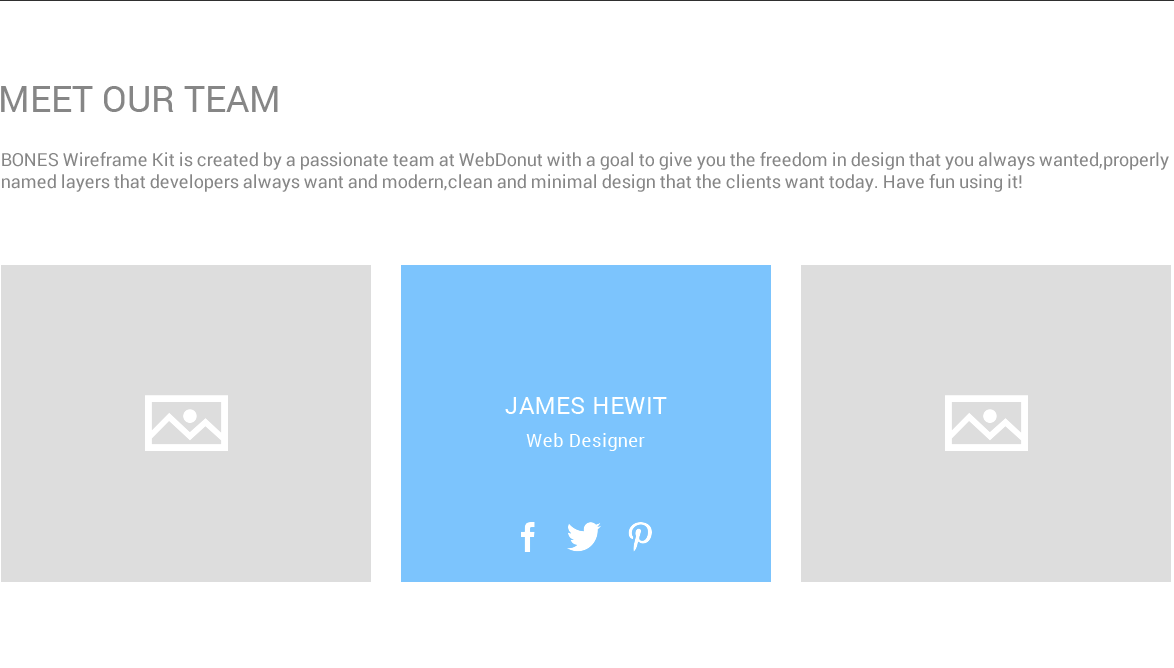 MEET OUR TEAM
BONES Wireframe Kit is created by a passionate team at WebDonut with a goal to give you the freedom in design that you always wanted,properly
named layers that developers always want and modern,clean and minimal design that the clients want today. Have fun using it!
JAMES HEWIT
Web Designer